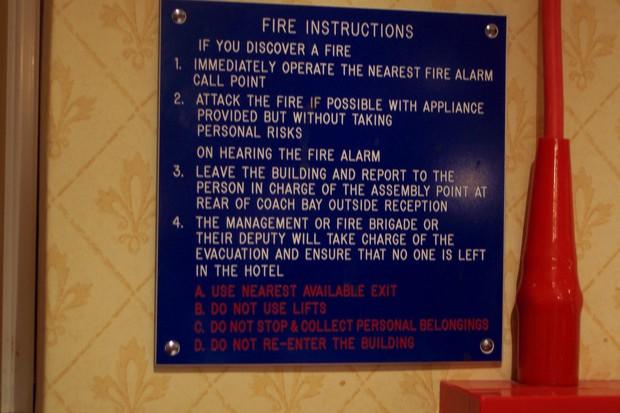 FIRE INSTRUCTIONS
IF YOU DISCOVER A FIRE
1. IMMEDIATELY OPERATE THE NEAREST FIRE ALARM
CALL POINT
2. ATTACK THE FIRE IF POSSIBLE WITH APPLIANCE
PROVIDED BUT WITHOUT TAKING
PERSONAL RISKS
ON HEARING THE FIRE ALARM
3. LEAVE THE BUILDING AND REPORT TO THE
PERSON IN CHARGE OF THE ASSEMBLY POINT AT
REAR OF COACH BAY OUTSIDE RECEPTION
4. THE MANAGEMENT OR FIRE BRIGADE OR
THEIR DEPUTY WILL TAKE CHARGE OF THE
EVACUATION AND ENSURE THAT NO ONE IS LEFT
IN THE HOTEL
A. USE NEAREST AVAILABLE EXIT
B. DO NOT USE LIFTS
C. DO NOT STOP & COLLECT PERSONAL BELONGINGS
D. DO NOT RE-ENTER THE BUILDING